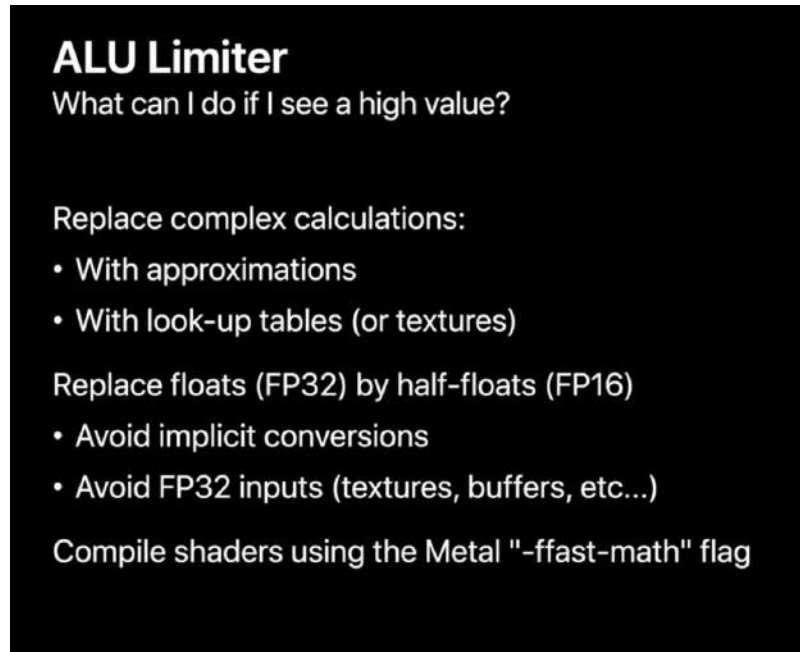 ALU Limiter
What can I do if I see a high value?
Replace complex calculations:
• With approximations
• With look-up tables (or textures)
Replace floats (FP32) by half-floats (FP16)
• Avoid implicit conversions
• Avoid FP32 inputs (textures, buffers, etc...)
Compile shaders using the Metal "-ffast-math" flag